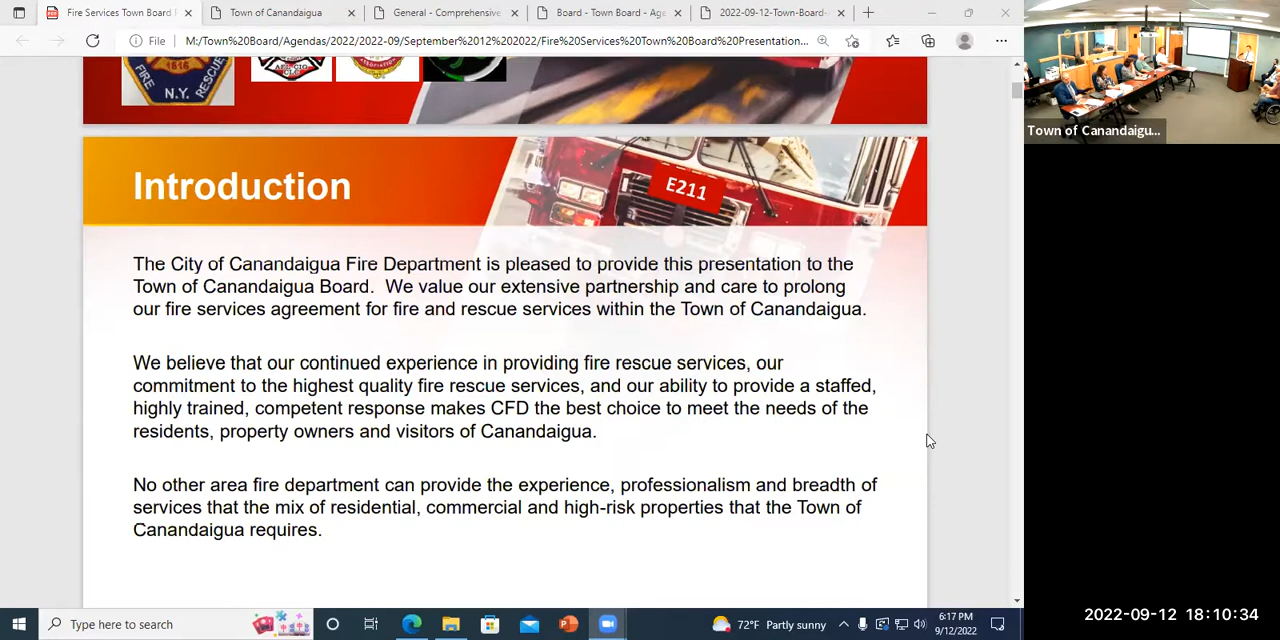 Fire Services Town Board P
Town of Canandaigua
General - Comprehensive
Board - Town Board - Age
2022-09-12-Town-Board-
File
M:/Town%20Board/Agendas/2022/2022-09/September%2012%202022/Fire%20Services%20Town%20Board%20Presentation...
1816
FIRE N.Y. RESCUE
E211
Introduction
The City of Canandaigua Fire Department is pleased to provide this presentation to the
Town of Canandaigua Board.  We value our extensive partnership and care to prolong
our fire services agreement for fire and rescue services within the Town of Canandaigua.
We believe that our continued experience in providing fire rescue services, our
commitment to the highest quality fire rescue services, and our ability to provide a staffed,
highly trained, competent response makes CFD the best choice to meet the needs of the
residents, property owners and visitors of Canandaigua.
No other area fire department can provide the experience, professionalism and breadth of
services that the mix of residential, commercial and high-risk properties that the Town of
Canandaigua requires.
Town of Canandaigu...
2022-09-12 18:10:34
Type here to search
72°F Partly sunny
6:17 PM
9/12/2022